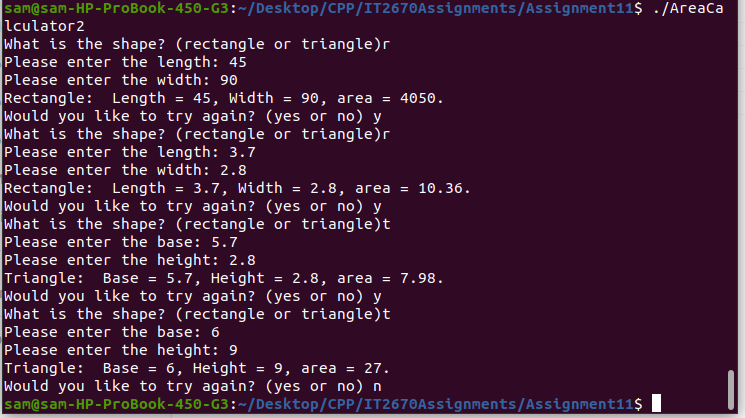 sam@sam-HP-ProBook-450-G3:~/Desktop/CPP/IT2670Assignments/Assignment11$ ./AreaCa
lculator2
What is the shape? (rectangle or triangle)r
Please enter the length: 45
Please enter the width: 90
Rectangle:  Length = 45, Width = 90, area = 4050.
Would you like to try again? (yes or no) y
What is the shape? (rectangle or triangle)r
Please enter the length: 3.7
Please enter the width: 2.8
Rectangle:  Length = 3.7, Width = 2.8, area = 10.36.
Would you like to try again? (yes or no) y
What is the shape? (rectangle or triangle)t
Please enter the base: 5.7
Please enter the height: 2.8
Triangle:  Base = 5.7, Height = 2.8, area = 7.98.
Would you like to try again? (yes or no) y
What is the shape? (rectangle or triangle)t
Please enter the base: 6
Please enter the height: 9
Triangle:  Base = 6, Height = 9, area = 27.
Would you like to try again? (yes or no) n
sam@sam-HP-ProBook-450-G3:~/Desktop/CPP/IT2670Assignments/Assignment11$